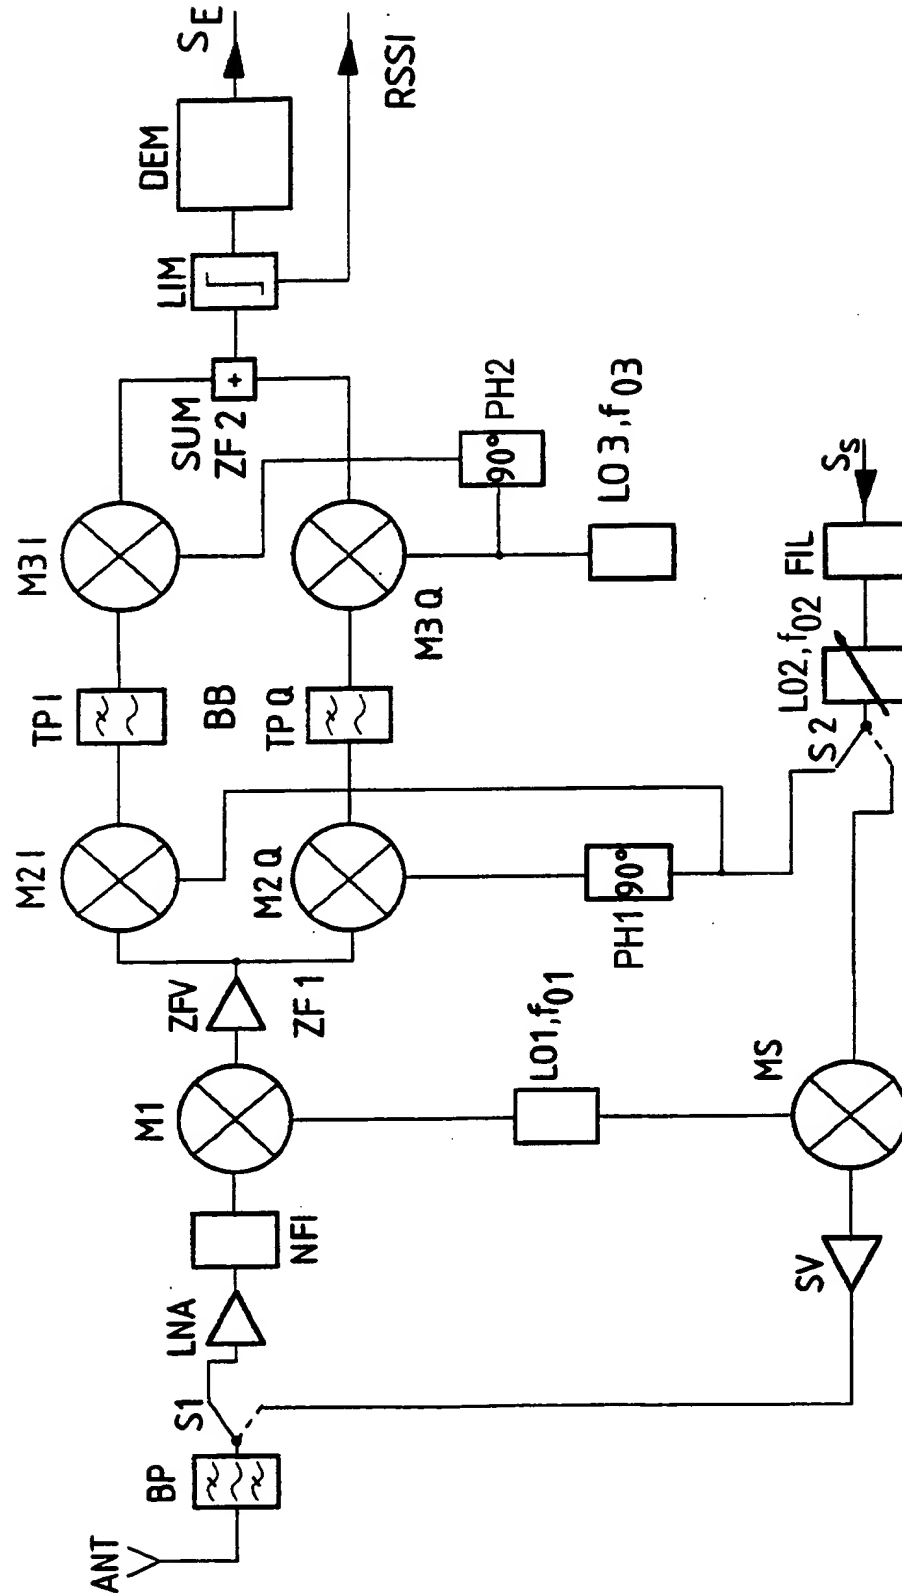 ANT
BP
S1
LNA
NFI
M1
ZFV
ZF1
M2I
M2Q
TPI
BB
TPQ
M3I
M3Q
SUM
+
ZF2
LIM
DEM
SE
RSSI
90° PH2
LO3,f03
PH1 90°
LO1,f01
S2
LO2,f02
FIL
Ss
MS
SV